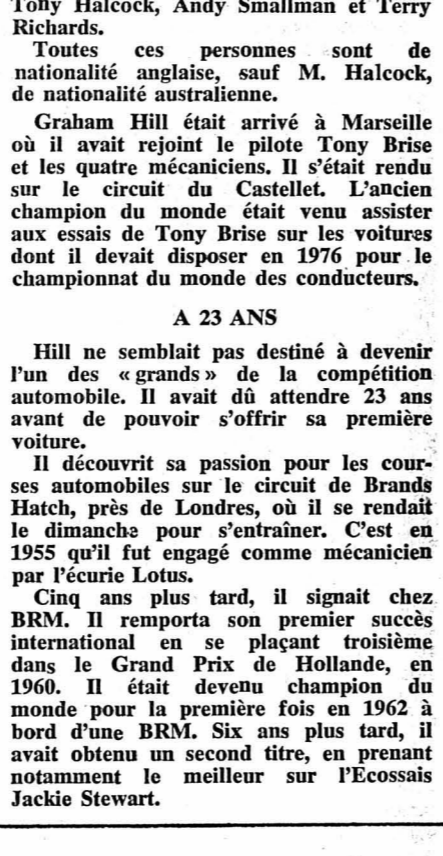 Tony Halcock, Andy Smallman et Terry
Richards.
Toutes ces personnes sont de
nationalité anglaise, sauf M. Halcock,
de nationalité australienne.
Graham Hill était arrivé à Marseille
où il avait rejoint le pilote Tony Brise
et les quatre mécaniciens. Il s'était rendu
sur le circuit du Castellet. L'ancien
champion du monde était venu assister
aux essais de Tony Brise sur les voitures
dont il devait disposer en 1976 pour le
championnat du monde des conducteurs.
A 23 ANS
Hill ne semblait pas destiné à devenir
l'un des « grands » de la compétition
automobile. Il avait dû attendre 23 ans
avant de pouvoir s'offrir sa première
voiture.
Il découvrit sa passion pour les cour-
ses automobiles sur le circuit de Brands
Hatch, près de Londres, où il se rendait
le dimanche pour s'entraîner. C'est en
1955 qu'il fut engagé comme mécanicien
par l'écurie Lotus.
Cinq ans plus tard, il signait chez
BRM. Il remporta son premier succès
international en se plaçant troisième
dans le Grand Prix de Hollande, en
1960. Il était devenu champion du
monde pour la première fois en 1962 à
bord d'une BRM. Six ans plus tard, il
avait obtenu un second titre, en prenant
notamment le meilleur sur l'Ecossais
Jackie Stewart.